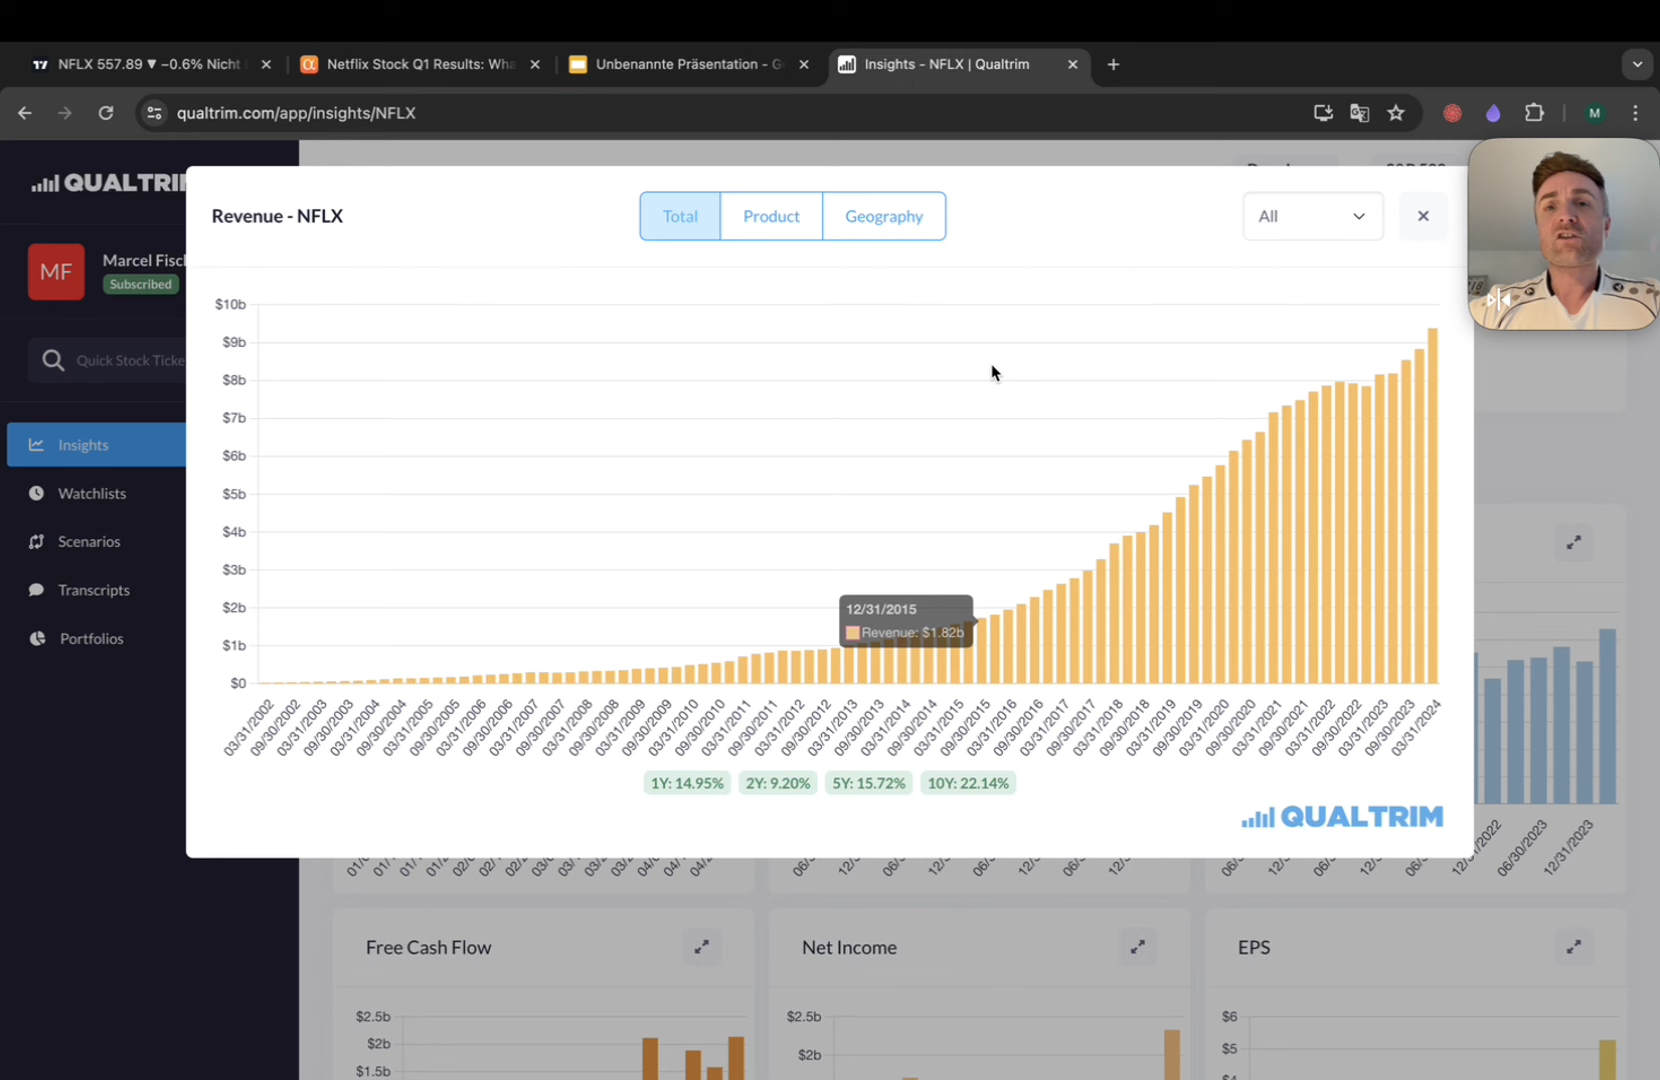 NFLX 557.89 ▼ −0.6% Nicht
Netflix Stock Q1 Results: Wha
Unbenannte Präsentation - G
Insights - NFLX | Qualtrim
qualtrim.com/app/insights/NFLX
M
QUALTRIM
MF
Marcel Fisch
Subscribed
Quick Stock Ticke
Insights
Watchlists
Scenarios
Transcripts
Portfolios
Revenue - NFLX
Total
Product
Geography
All
$10b
$9b
$8b
$7b
$6b
$5b
$4b
$3b
$2b
$1b
$0
12/31/2015
Revenue: $1.82b
03/31/2002
09/30/2002
03/31/2003
09/30/2003
03/31/2004
09/30/2004
03/31/2005
09/30/2005
03/31/2006
09/30/2006
03/31/2007
09/30/2007
03/31/2008
09/30/2008
03/31/2009
09/30/2009
03/31/2010
09/30/2010
03/31/2011
09/30/2011
03/31/2012
09/30/2012
03/31/2013
09/30/2013
03/31/2014
09/30/2014
03/31/2015
09/30/2015
03/31/2016
09/30/2016
03/31/2017
09/30/2017
03/31/2018
09/30/2018
03/31/2019
09/30/2019
03/31/2020
09/30/2020
03/31/2021
09/30/2021
03/31/2022
09/30/2022
03/31/2023
09/30/2023
03/31/2024
1Y: 14.95%
2Y: 9.20%
5Y: 15.72%
10Y: 22.14%
QUALTRIM
06/30/2023
12/31/2023
Free Cash Flow
Net Income
EPS
$2.5b
$2b
$1.5b
$2.5b
$2b
$6
$5